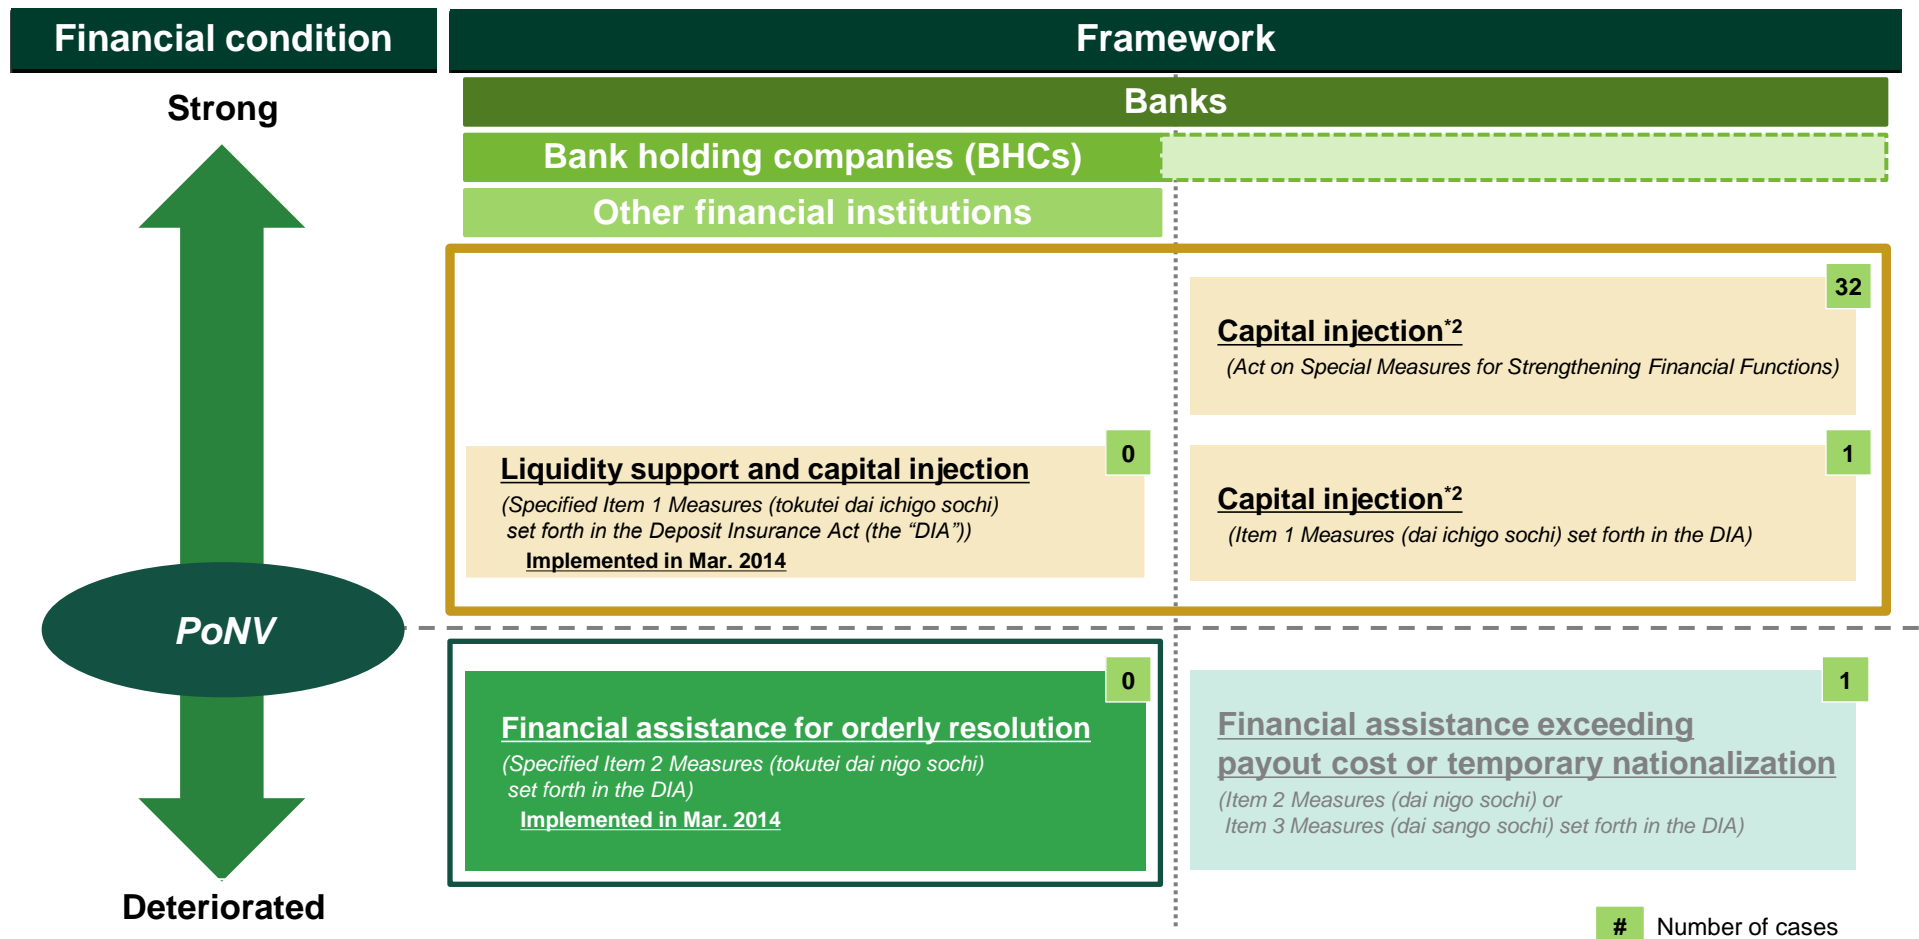 Financial condition
Framework
Strong
Banks
Bank holding companies (BHCs)
Other financial institutions
32
Capital injection*2
(Act on Special Measures for Strengthening Financial Functions)
0
Liquidity support and capital injection
(Specified Item 1 Measures (tokutei dai ichigo sochi)
set forth in the Deposit Insurance Act (the “DIA”))
Implemented in Mar. 2014
1
Capital injection*2
(Item 1 Measures (dai ichigo sochi) set forth in the DIA)
PoNV
0
Financial assistance for orderly resolution
(Specified Item 2 Measures (tokutei dai nigo sochi)
set forth in the DIA)
Implemented in Mar. 2014
1
Financial assistance exceeding
payout cost or temporary nationalization
(Item 2 Measures (dai nigo sochi) or
Item 3 Measures (dai sango sochi) set forth in the DIA)
Deteriorated
# Number of cases